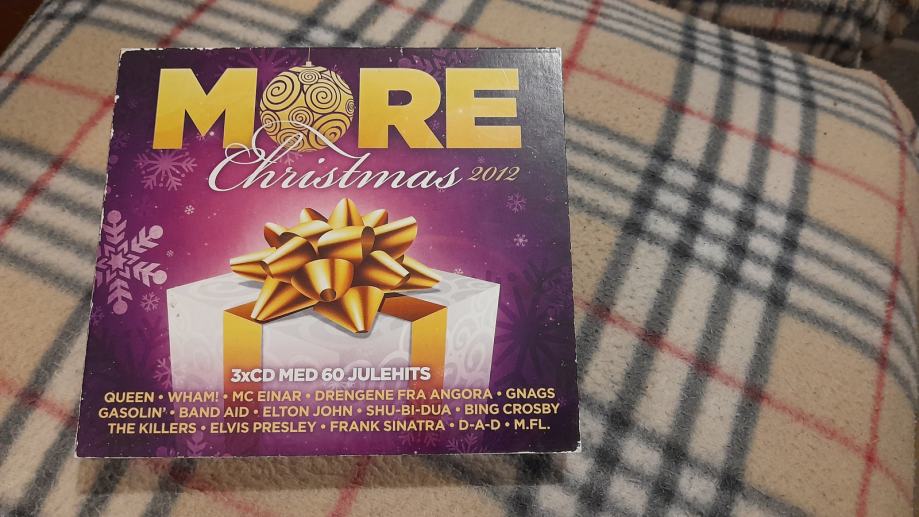 MORE
Christmas 2012
3xCD MED 60 JULEHITS
QUEEN • WHAM! • MC EINAR • DRENGENE FRA ANGORA • GNAGS
GASOLIN' • BAND AID • ELTON JOHN • SHU-BI-DUA • BING CROSBY
THE KILLERS • ELVIS PRESLEY • FRANK SINATRA • D-A-D • M.FL.